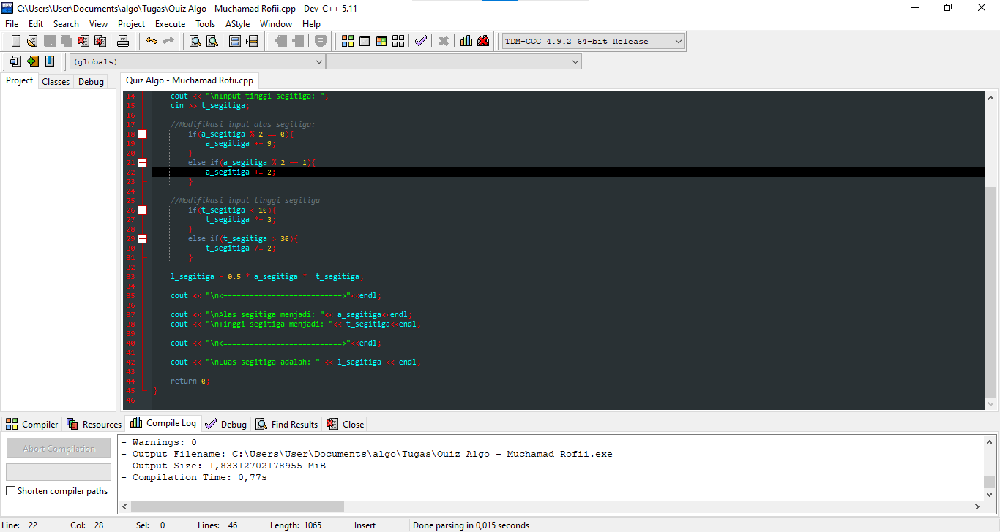 C:\Users\User\Documents\algo\Tugas\Quiz Algo - Muchamad Rofii.cpp - Dev-C++ 5.11
File Edit Search View Project Execute Tools AStyle Window Help
TDM-GCC 4.9.2 64-bit Release
(globals)
Project Classes Debug
Quiz Algo - Muchamad Rofii.cpp
14 cout << "\nInput tinggi segitiga: ";
15 cin >> t_segitiga;
16
17 //Modifikasi input alas segitiga:
18 if(a_segitiga % 2 == 0){
19 a_segitiga += 9;
20 }
21 else if(a_segitiga % 2 == 1){
22 a_segitiga += 2;
23 }
24
25 //Modifikasi input tinggi segitiga
26 if(t_segitiga < 10){
27 t_segitiga *= 3;
28 }
29 else if(t_segitiga > 30){
30 t_segitiga /= 2;
31 }
32
33 l_segitiga = 0.5 * a_segitiga * t_segitiga;
34
35 cout << "\n<===========================>"<<endl;
36
37 cout << "\nAlas segitiga menjadi: "<< a_segitiga<<endl;
38 cout << "\nTinggi segitiga menjadi: "<< t_segitiga<<endl;
39
40 cout << "\n<===========================>"<<endl;
41
42 cout << "\nLuas segitiga adalah: " << l_segitiga << endl;
43
44 return 0;
45 }
46
Compiler Resources Compile Log Debug Find Results Close
Abort Compilation
Shorten compiler paths
- Warnings: 0
- Output Filename: C:\Users\User\Documents\algo\Tugas\Quiz Algo - Muchamad Rofii.exe
- Output Size: 1,83312702178955 MiB
- Compilation Time: 0,77s
Line: 22 Col: 28 Sel: 0 Lines: 46 Length: 1065 Insert Done parsing in 0,015 seconds